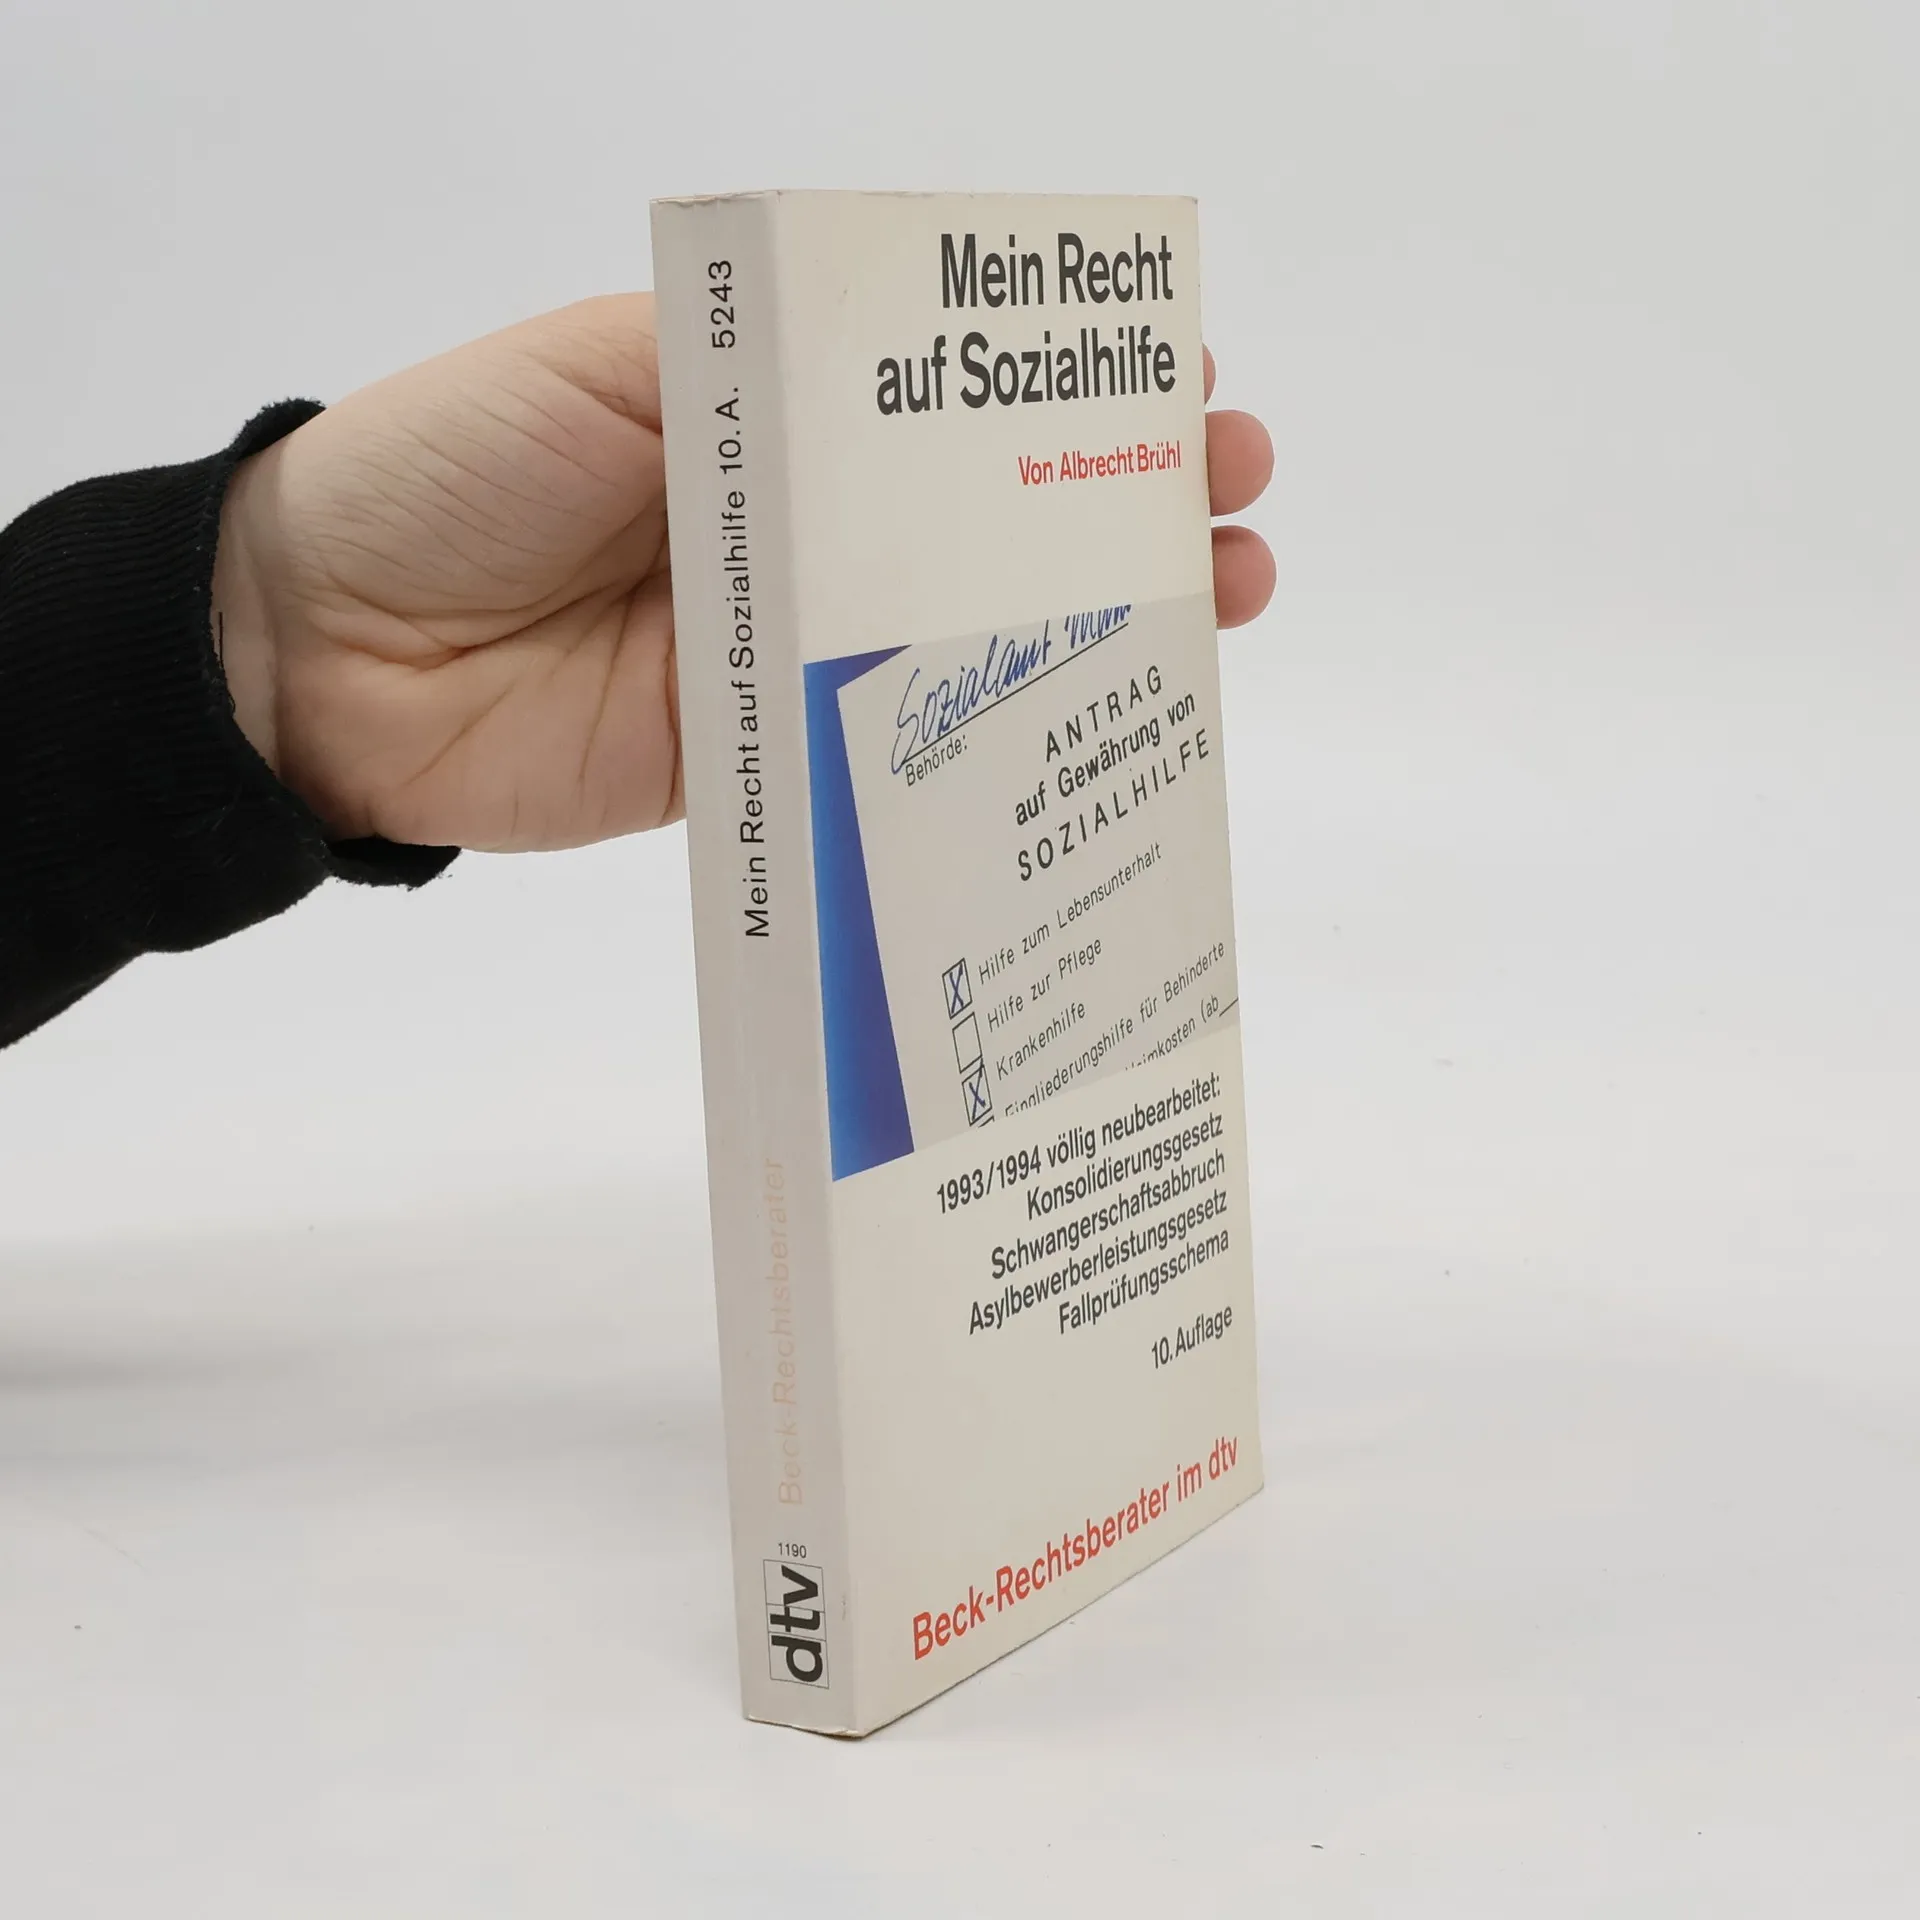 Mein Recht auf Sozialhilfe 10. A. 5243
Beck-Rechtsberater
1190
dtv
Mein Recht
auf Sozialhilfe
Von Albrecht Brühl
Sozialamt
Behörde:
ANTRAG
auf Gewährung von
SOZIALHILFE
Hilfe zum Lebensunterhalt
Hilfe zur Pflege
Krankenhilfe
Eingliederungshilfe für Behinderte
(ab
1993/1994 völlig neubearbeitet:
Konsolidierungsgesetz
Schwangerschaftsabbruch
Asylbewerberleistungsgesetz
Fallprüfungsschema
10. Auflage
Beck-Rechtsberater im dtv